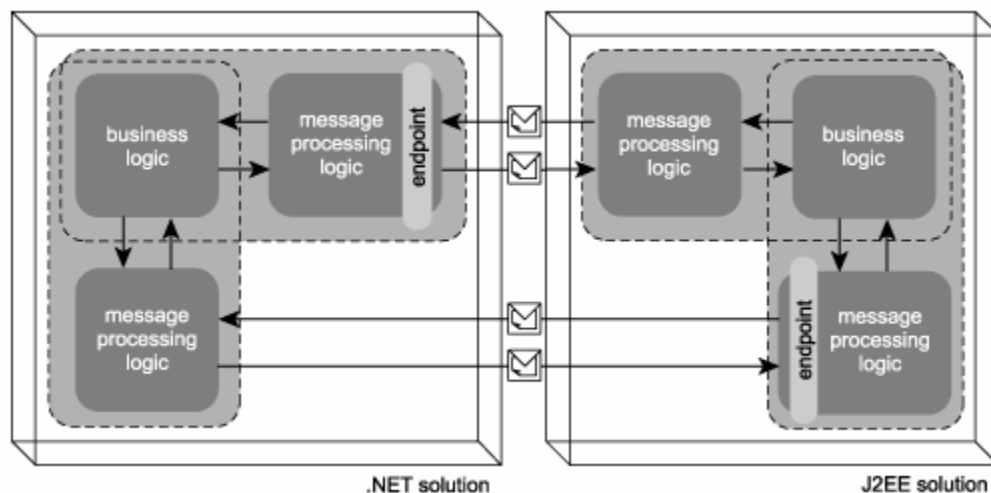 business
logic
message
processing
logic
endpoint
message
processing
logic
business
logic
message
processing
logic
endpoint
message
processing
logic
.NET solution
J2EE solution